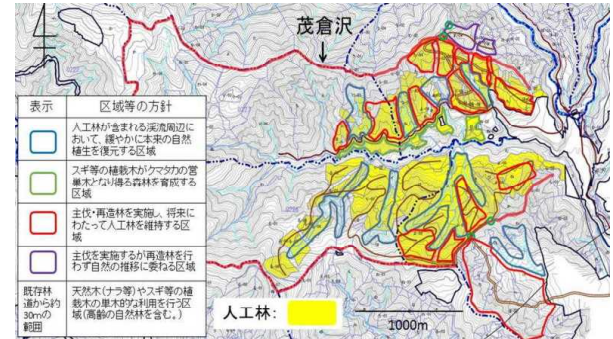 茂倉沢
表示
区域等の方針
人工林が含まれる渓流周辺に
おいて、緩やかに本来の自然
植生を復元する区域
スギ等の植栽木がクマタカの営
巣木となり得る森林を育成する
区域
主伐・再造林を実施し、将来に
わたって人工林を維持する区
域
主伐を実施するが再造林を行
わず自然の推移に委ねる区域
既存林
道から約
30mの
範囲
天然木(ナラ等)やスギ等の植
栽木の単木的な利用を行う区
域(高齢の自然林を含む。)
人工林:
1000m